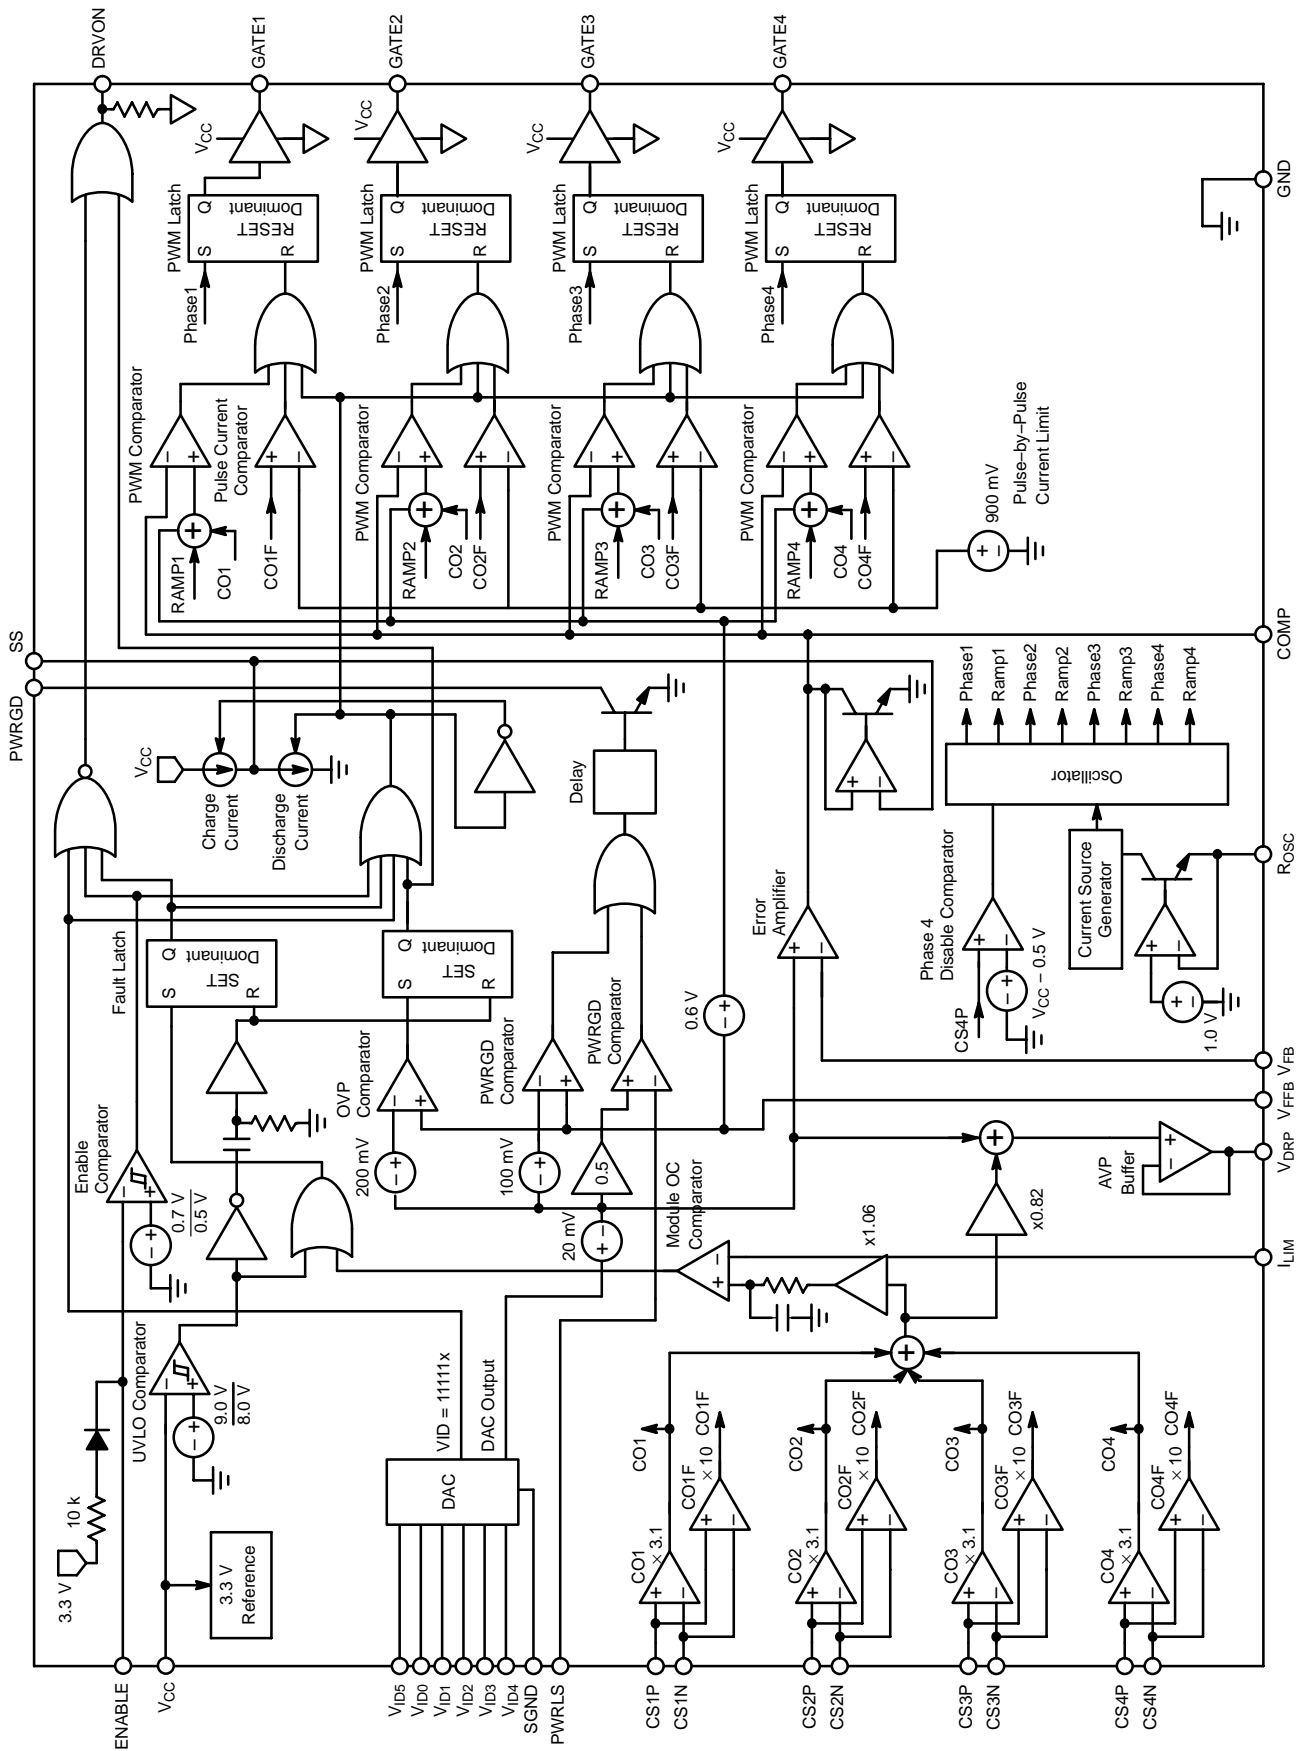 ENABLE
VCC
VID5
VID0
VID1
VID2
VID3
VID4
SGND
PWRLS
CS1P
CS1N
CS2P
CS2N
CS3P
CS3N
CS4P
CS4N
3.3 V
10 k
3.3 V
Reference
UVLO Comparator
−
+
− +
9.0 V
8.0 V
Enable
Comparator
−
+
− +
0.7 V
0.5 V
DAC
VID = 11111x
DAC Output
Fault Latch
S
Q
R
SET
Dominant
OVP
Comparator
−
+
− +
200 mV
S
Q
R
SET
Dominant
PWRGD
Comparator
−
+
− +
100 mV
PWRGD
Comparator
+
−
0.5
+ −
20 mV
Delay
VCC
Charge
Current
Discharge
Current
PWRGD
SS
Module OC
Comparator
+
−
x1.06
x0.82
+
+
AVP
Buffer
+
−
0.6 V
− +
Error
Amplifier
+
−
+
−
Phase 4
Disable Comparator
CS4P
+
−
− +
VCC − 0.5 V
Current Source
Generator
+
−
+
−
1.0 V
Oscillator
Phase1
Ramp1
Phase2
Ramp2
Phase3
Ramp3
Phase4
Ramp4
CO1
× 3.1
+
−
CO1
CO1F
× 10
+
−
CO1F
CO2
× 3.1
+
−
CO2
CO2F
× 10
+
−
CO2F
CO3
× 3.1
+
−
CO3
CO3F
× 10
+
−
CO3F
CO4
× 3.1
+
−
CO4
CO4F
× 10
+
−
CO4F
PWM Comparator
−
+
+
RAMP1
CO1
Pulse Current
Comparator
+
−
CO1F
Phase1
PWM Latch
S
Q
R
RESET
Dominant
VCC
PWM Comparator
−
+
+
RAMP2
CO2
+
−
CO2F
Phase2
PWM Latch
S
Q
R
RESET
Dominant
VCC
PWM Comparator
−
+
+
RAMP3
CO3
+
−
CO3F
Phase3
PWM Latch
S
Q
R
RESET
Dominant
VCC
PWM Comparator
−
+
+
RAMP4
CO4
+
−
CO4F
Phase4
PWM Latch
S
Q
R
RESET
Dominant
VCC
+ −
900 mV
Pulse−by−Pulse
Current Limit
DRVON
GATE1
GATE2
GATE3
GATE4
ILIM
VDRP
VFFB
VFB
ROSC
COMP
GND